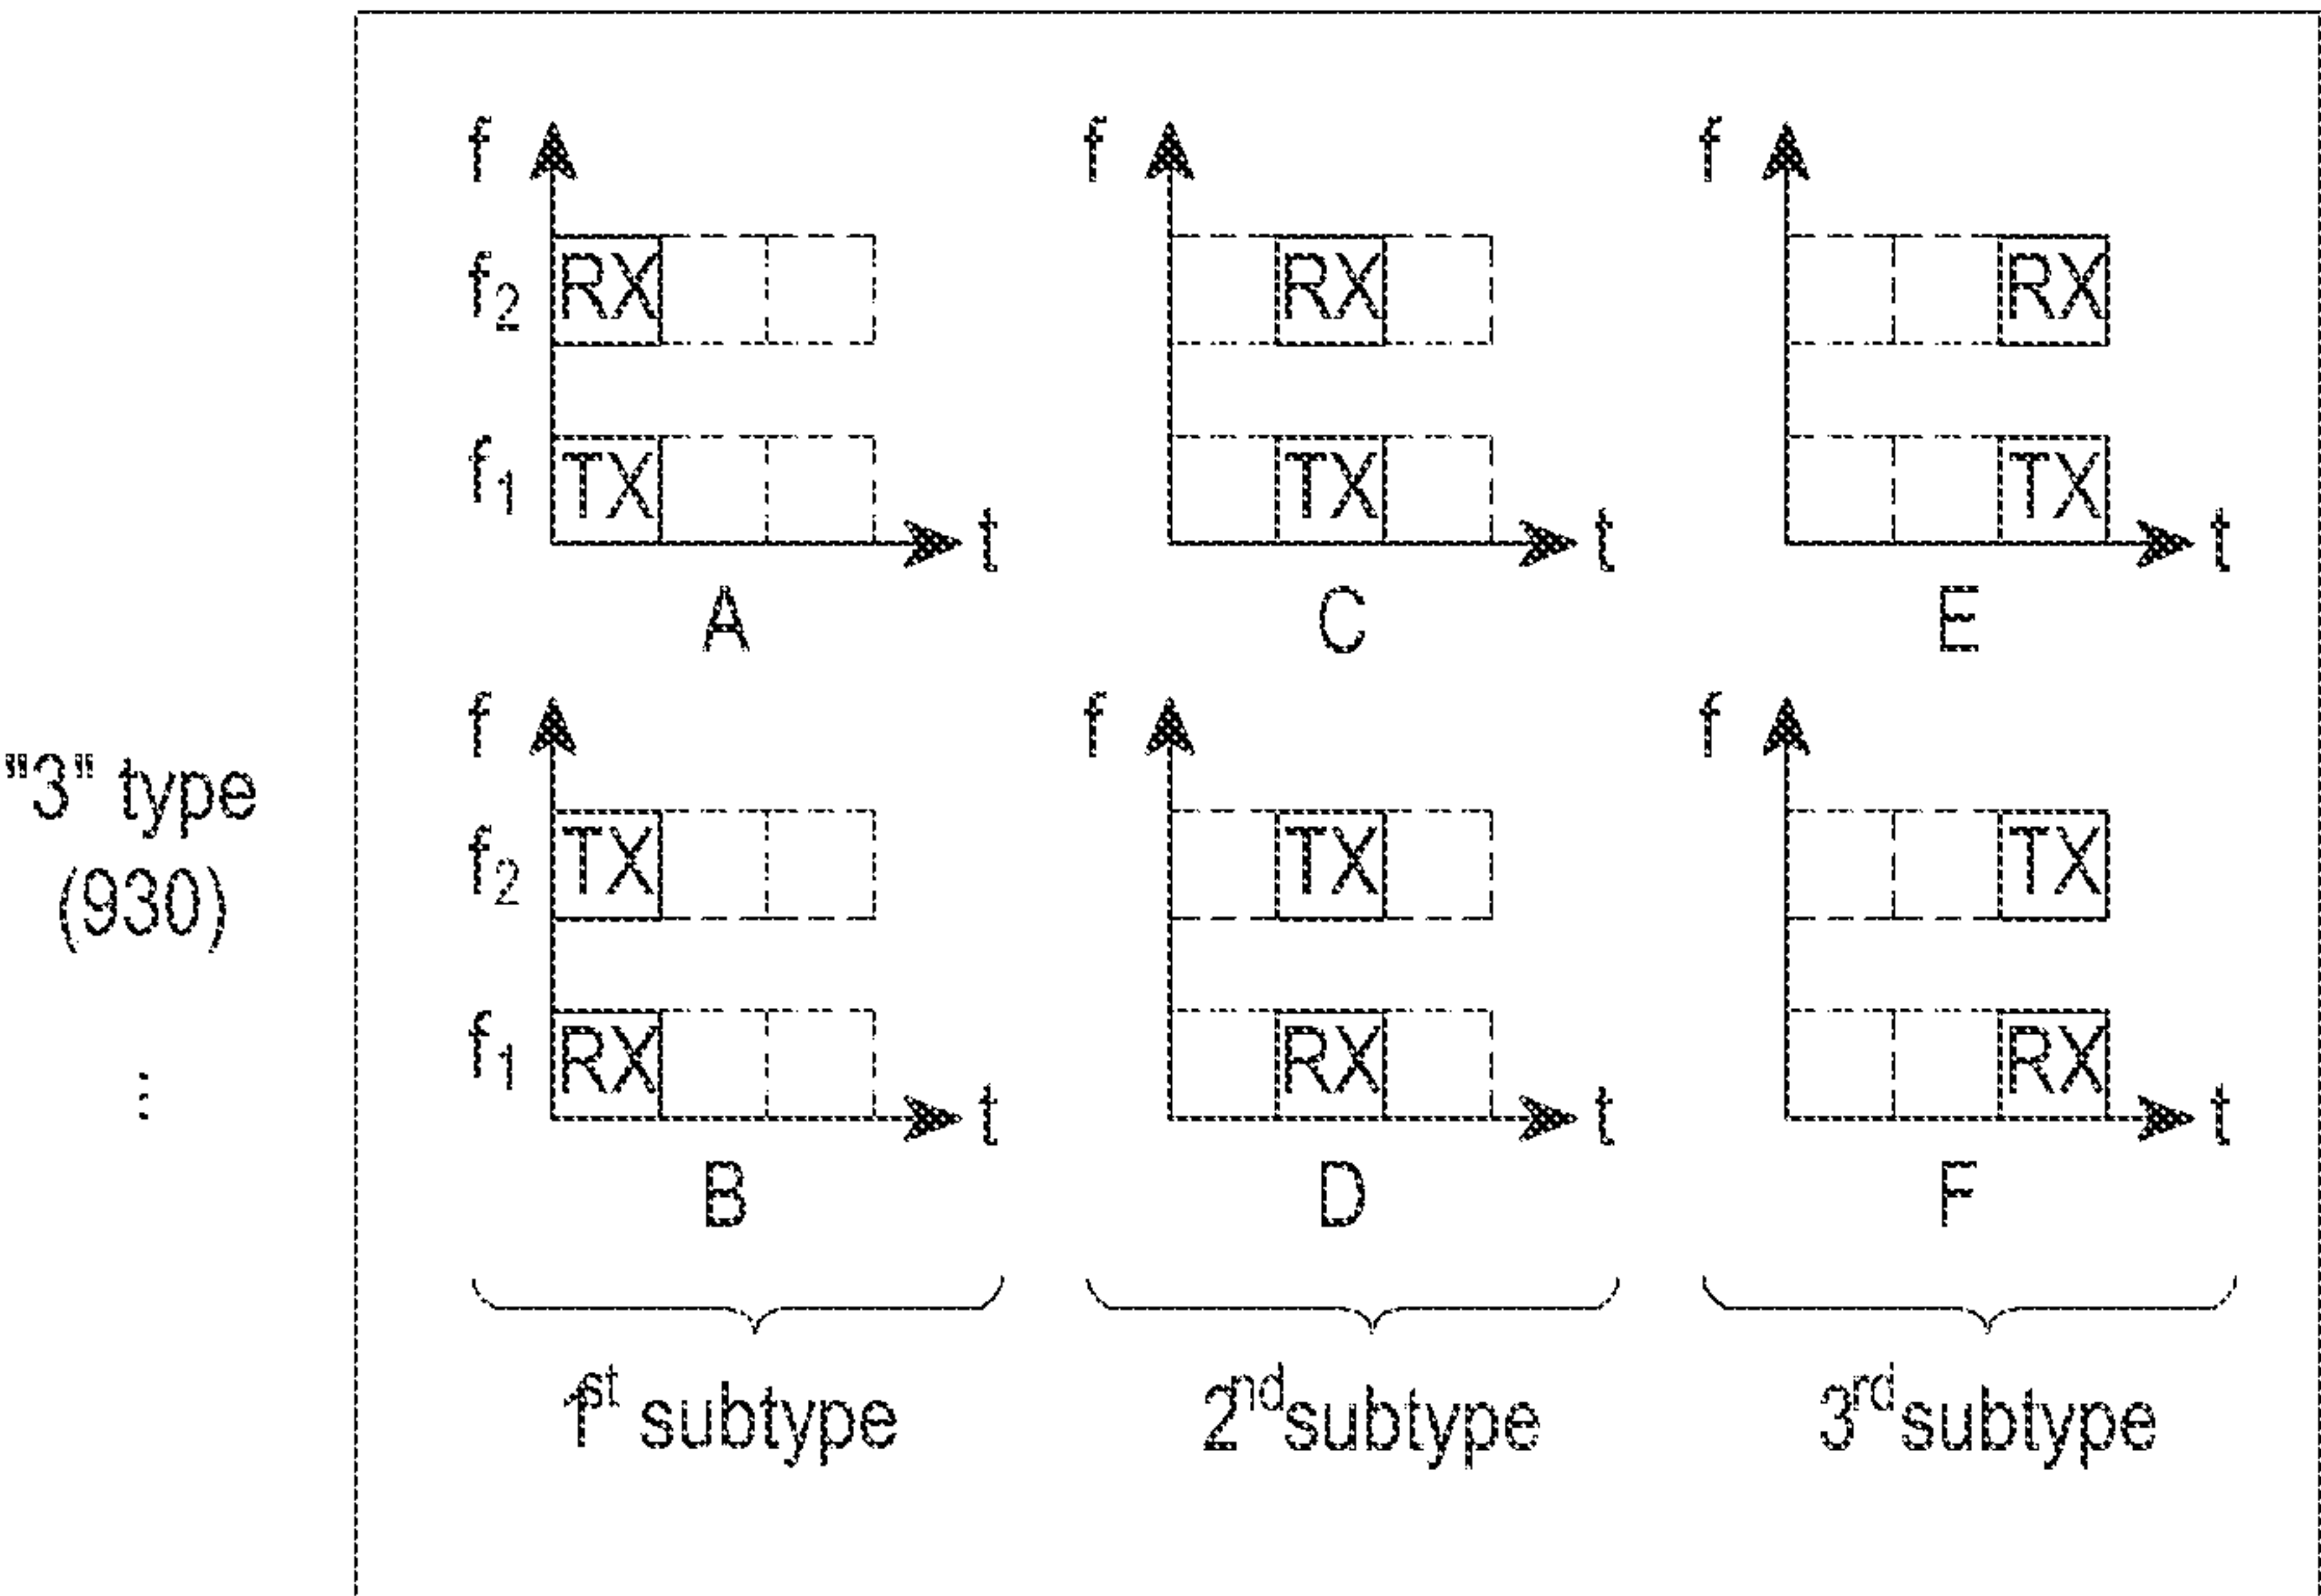 "3" type
(930)
⋮
f f f
f2 RX RX RX
f1 TX TX TX
t t t
A C E
f f f
f2 TX TX TX
f1 RX RX RX
t t t
B D F
1st subtype 2nd subtype 3rd subtype